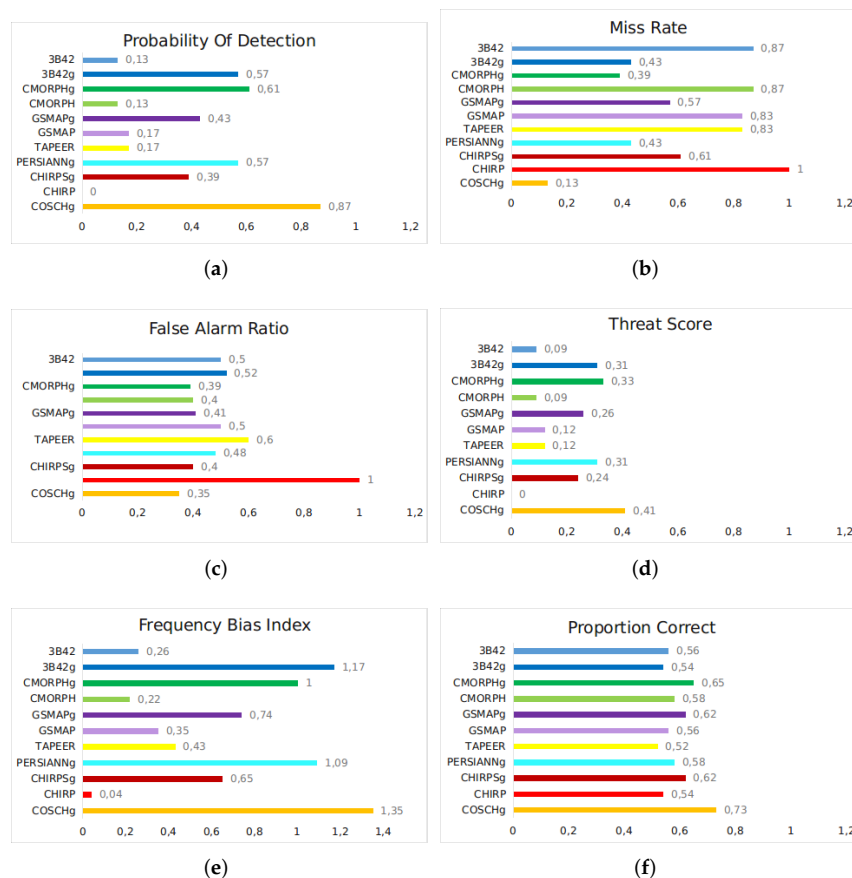 Probability Of Detection
3B42 0,13
3B42g 0,57
CMORPHg 0,61
CMORPH 0,13
GSMAPg 0,43
GSMAP 0,17
TAPEER 0,17
PERSIANNg 0,57
CHIRPSg 0,39
CHIRP 0
COSCHg 0,87
0 0,2 0,4 0,6 0,8 1 1,2
(a)
Miss Rate
3B42 0,87
3B42g 0,43
CMORPHg 0,39
CMORPH 0,87
GSMAPg 0,57
GSMAP 0,83
TAPEER 0,83
PERSIANNg 0,43
CHIRPSg 0,61
CHIRP 1
COSCHg 0,13
0 0,2 0,4 0,6 0,8 1 1,2
(b)
False Alarm Ratio
3B42 0,5
0,52
CMORPHg 0,39
0,4
GSMAPg 0,41
0,5
TAPEER 0,6
0,48
CHIRPSg 0,4
1
COSCHg 0,35
0 0,2 0,4 0,6 0,8 1 1,2
(c)
Threat Score
3B42 0,09
3B42g 0,31
CMORPHg 0,33
CMORPH 0,09
GSMAPg 0,26
GSMAP 0,12
TAPEER 0,12
PERSIANNg 0,31
CHIRPSg 0,24
CHIRP 0
COSCHg 0,41
0 0,2 0,4 0,6 0,8 1 1,2
(d)
Frequency Bias Index
3B42 0,26
3B42g 1,17
CMORPHg 1
CMORPH 0,22
GSMAPg 0,74
GSMAP 0,35
TAPEER 0,43
PERSIANNg 1,09
CHIRPSg 0,65
CHIRP 0,04
COSCHg 1,35
0 0,2 0,4 0,6 0,8 1 1,2 1,4
(e)
Proportion Correct
3B42 0,56
3B42g 0,54
CMORPHg 0,65
CMORPH 0,58
GSMAPg 0,62
GSMAP 0,56
TAPEER 0,52
PERSIANNg 0,58
CHIRPSg 0,62
CHIRP 0,54
COSCHg 0,73
0 0,2 0,4 0,6 0,8 1 1,2
(f)